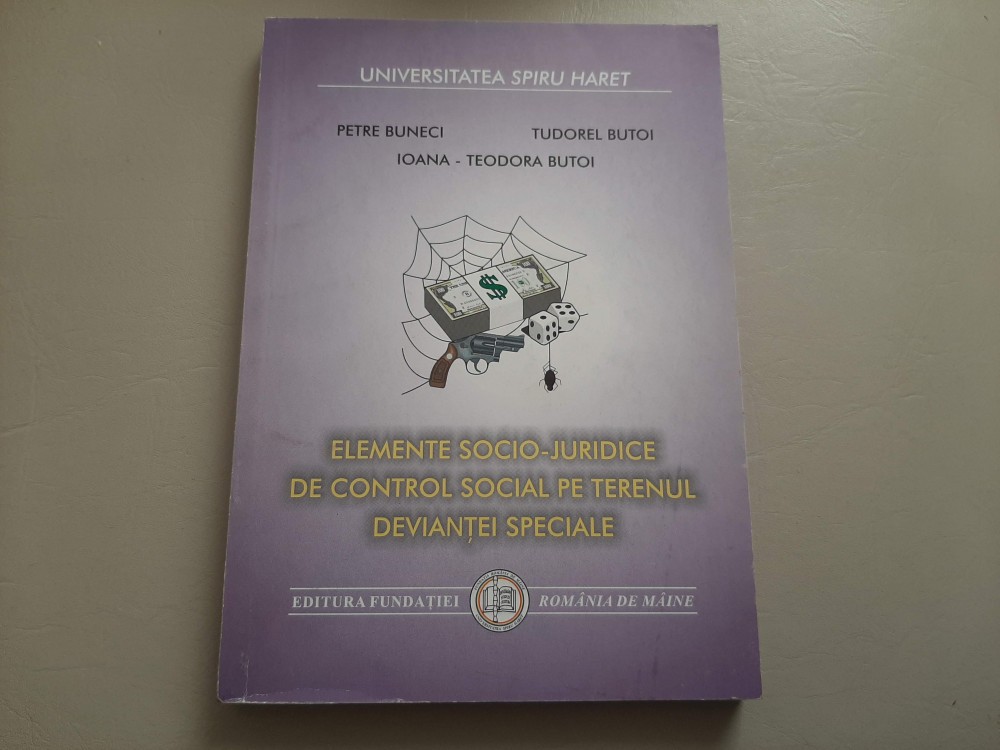 UNIVERSITATEA SPIRU HARET
PETRE BUNECI TUDOREL BUTOI
IOANA - TEODORA BUTOI
$
ELEMENTE SOCIO-JURIDICE
DE CONTROL SOCIAL PE TERENUL
DEVIANȚEI SPECIALE
EDITURA FUNDAȚIEI ROMÂNIA DE MÂINE